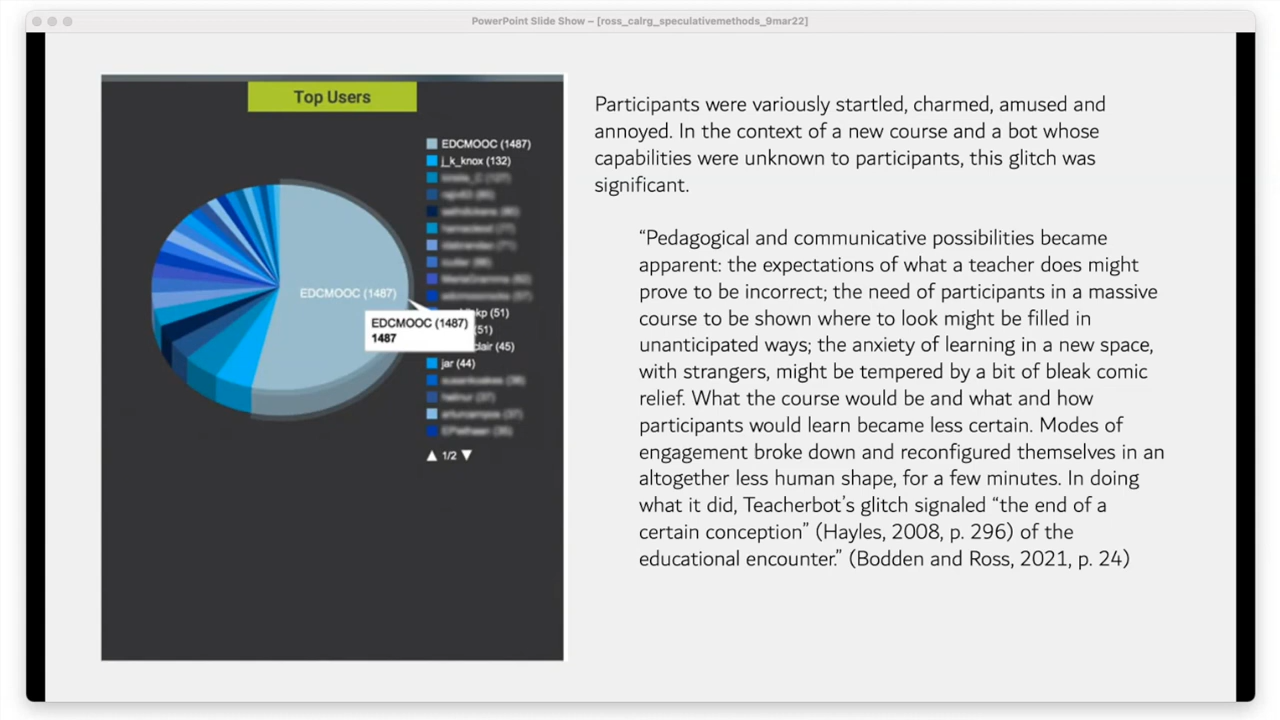 PowerPoint Slide Show – [ross_calrg_speculativemethods_9mar22]
Top Users
EDCMOOC (1487)
j_k_knox (132)
(51)
(51)
clair (45)
jar (44)
1/2
EDCMOOC (1487)
EDCMOOC (1487)
1487
Participants were variously startled, charmed, amused and
annoyed. In the context of a new course and a bot whose
capabilities were unknown to participants, this glitch was
significant.
“Pedagogical and communicative possibilities became
apparent: the expectations of what a teacher does might
prove to be incorrect; the need of participants in a massive
course to be shown where to look might be filled in
unanticipated ways; the anxiety of learning in a new space,
with strangers, might be tempered by a bit of bleak comic
relief. What the course would be and what and how
participants would learn became less certain. Modes of
engagement broke down and reconfigured themselves in an
altogether less human shape, for a few minutes. In doing
what it did, Teacherbot’s glitch signaled “the end of a
certain conception” (Hayles, 2008, p. 296) of the
educational encounter.” (Bodden and Ross, 2021, p. 24)